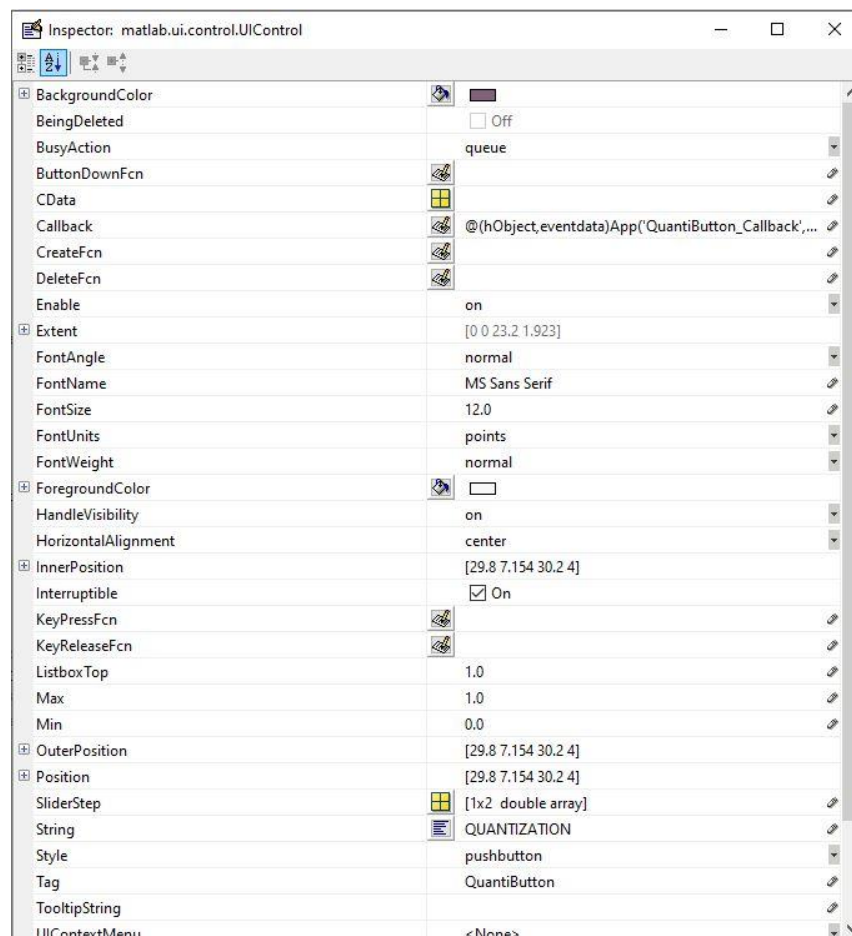 Inspector: matlab.ui.control.UIControl
BackgroundColor
BeingDeleted Off
BusyAction queue
ButtonDownFcn
CData
Callback @(hObject,eventdata)App('QuantiButton_Callback',...
CreateFcn
DeleteFcn
Enable on
Extent [0 0 23.2 1.923]
FontAngle normal
FontName MS Sans Serif
FontSize 12.0
FontUnits points
FontWeight normal
ForegroundColor
HandleVisibility on
HorizontalAlignment center
InnerPosition [29.8 7.154 30.2 4]
Interruptible On
KeyPressFcn
KeyReleaseFcn
ListboxTop 1.0
Max 1.0
Min 0.0
OuterPosition [29.8 7.154 30.2 4]
Position [29.8 7.154 30.2 4]
SliderStep [1x2 double array]
String QUANTIZATION
Style pushbutton
Tag QuantiButton
TooltipString
UIContextMenu <None>